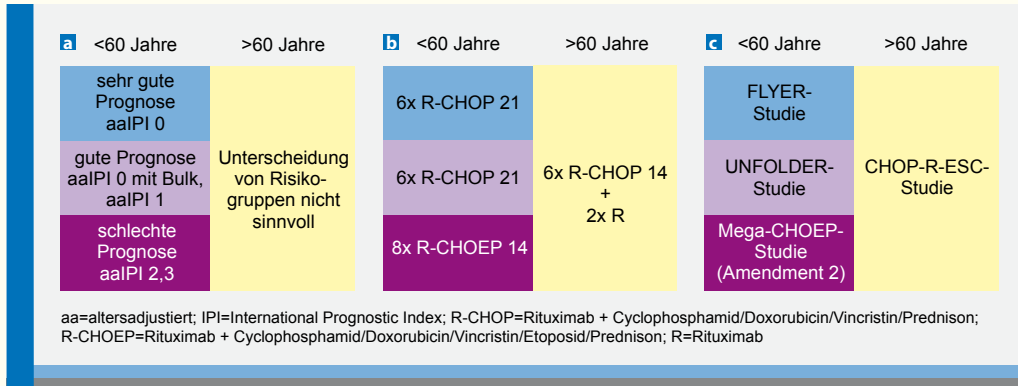 a <60 Jahre >60 Jahre
sehr gute
Prognose
aaIPI 0
gute Prognose
aaIPI 0 mit Bulk,
aaIPI 1
schlechte
Prognose
aaIPI 2,3
Unterscheidung
von Risiko-
gruppen nicht
sinnvoll
b <60 Jahre >60 Jahre
6x R-CHOP 21
6x R-CHOP 21
8x R-CHOEP 14
6x R-CHOP 14
+
2x R
c <60 Jahre >60 Jahre
FLYER-
Studie
UNFOLDER-
Studie
Mega-CHOEP-
Studie
(Amendment 2)
CHOP-R-ESC-
Studie
aa=altersadjustiert; IPI=International Prognostic Index; R-CHOP=Rituximab + Cyclophosphamid/Doxorubicin/Vincristin/Prednison;
R-CHOEP=Rituximab + Cyclophosphamid/Doxorubicin/Vincristin/Etoposid/Prednison; R=Rituximab